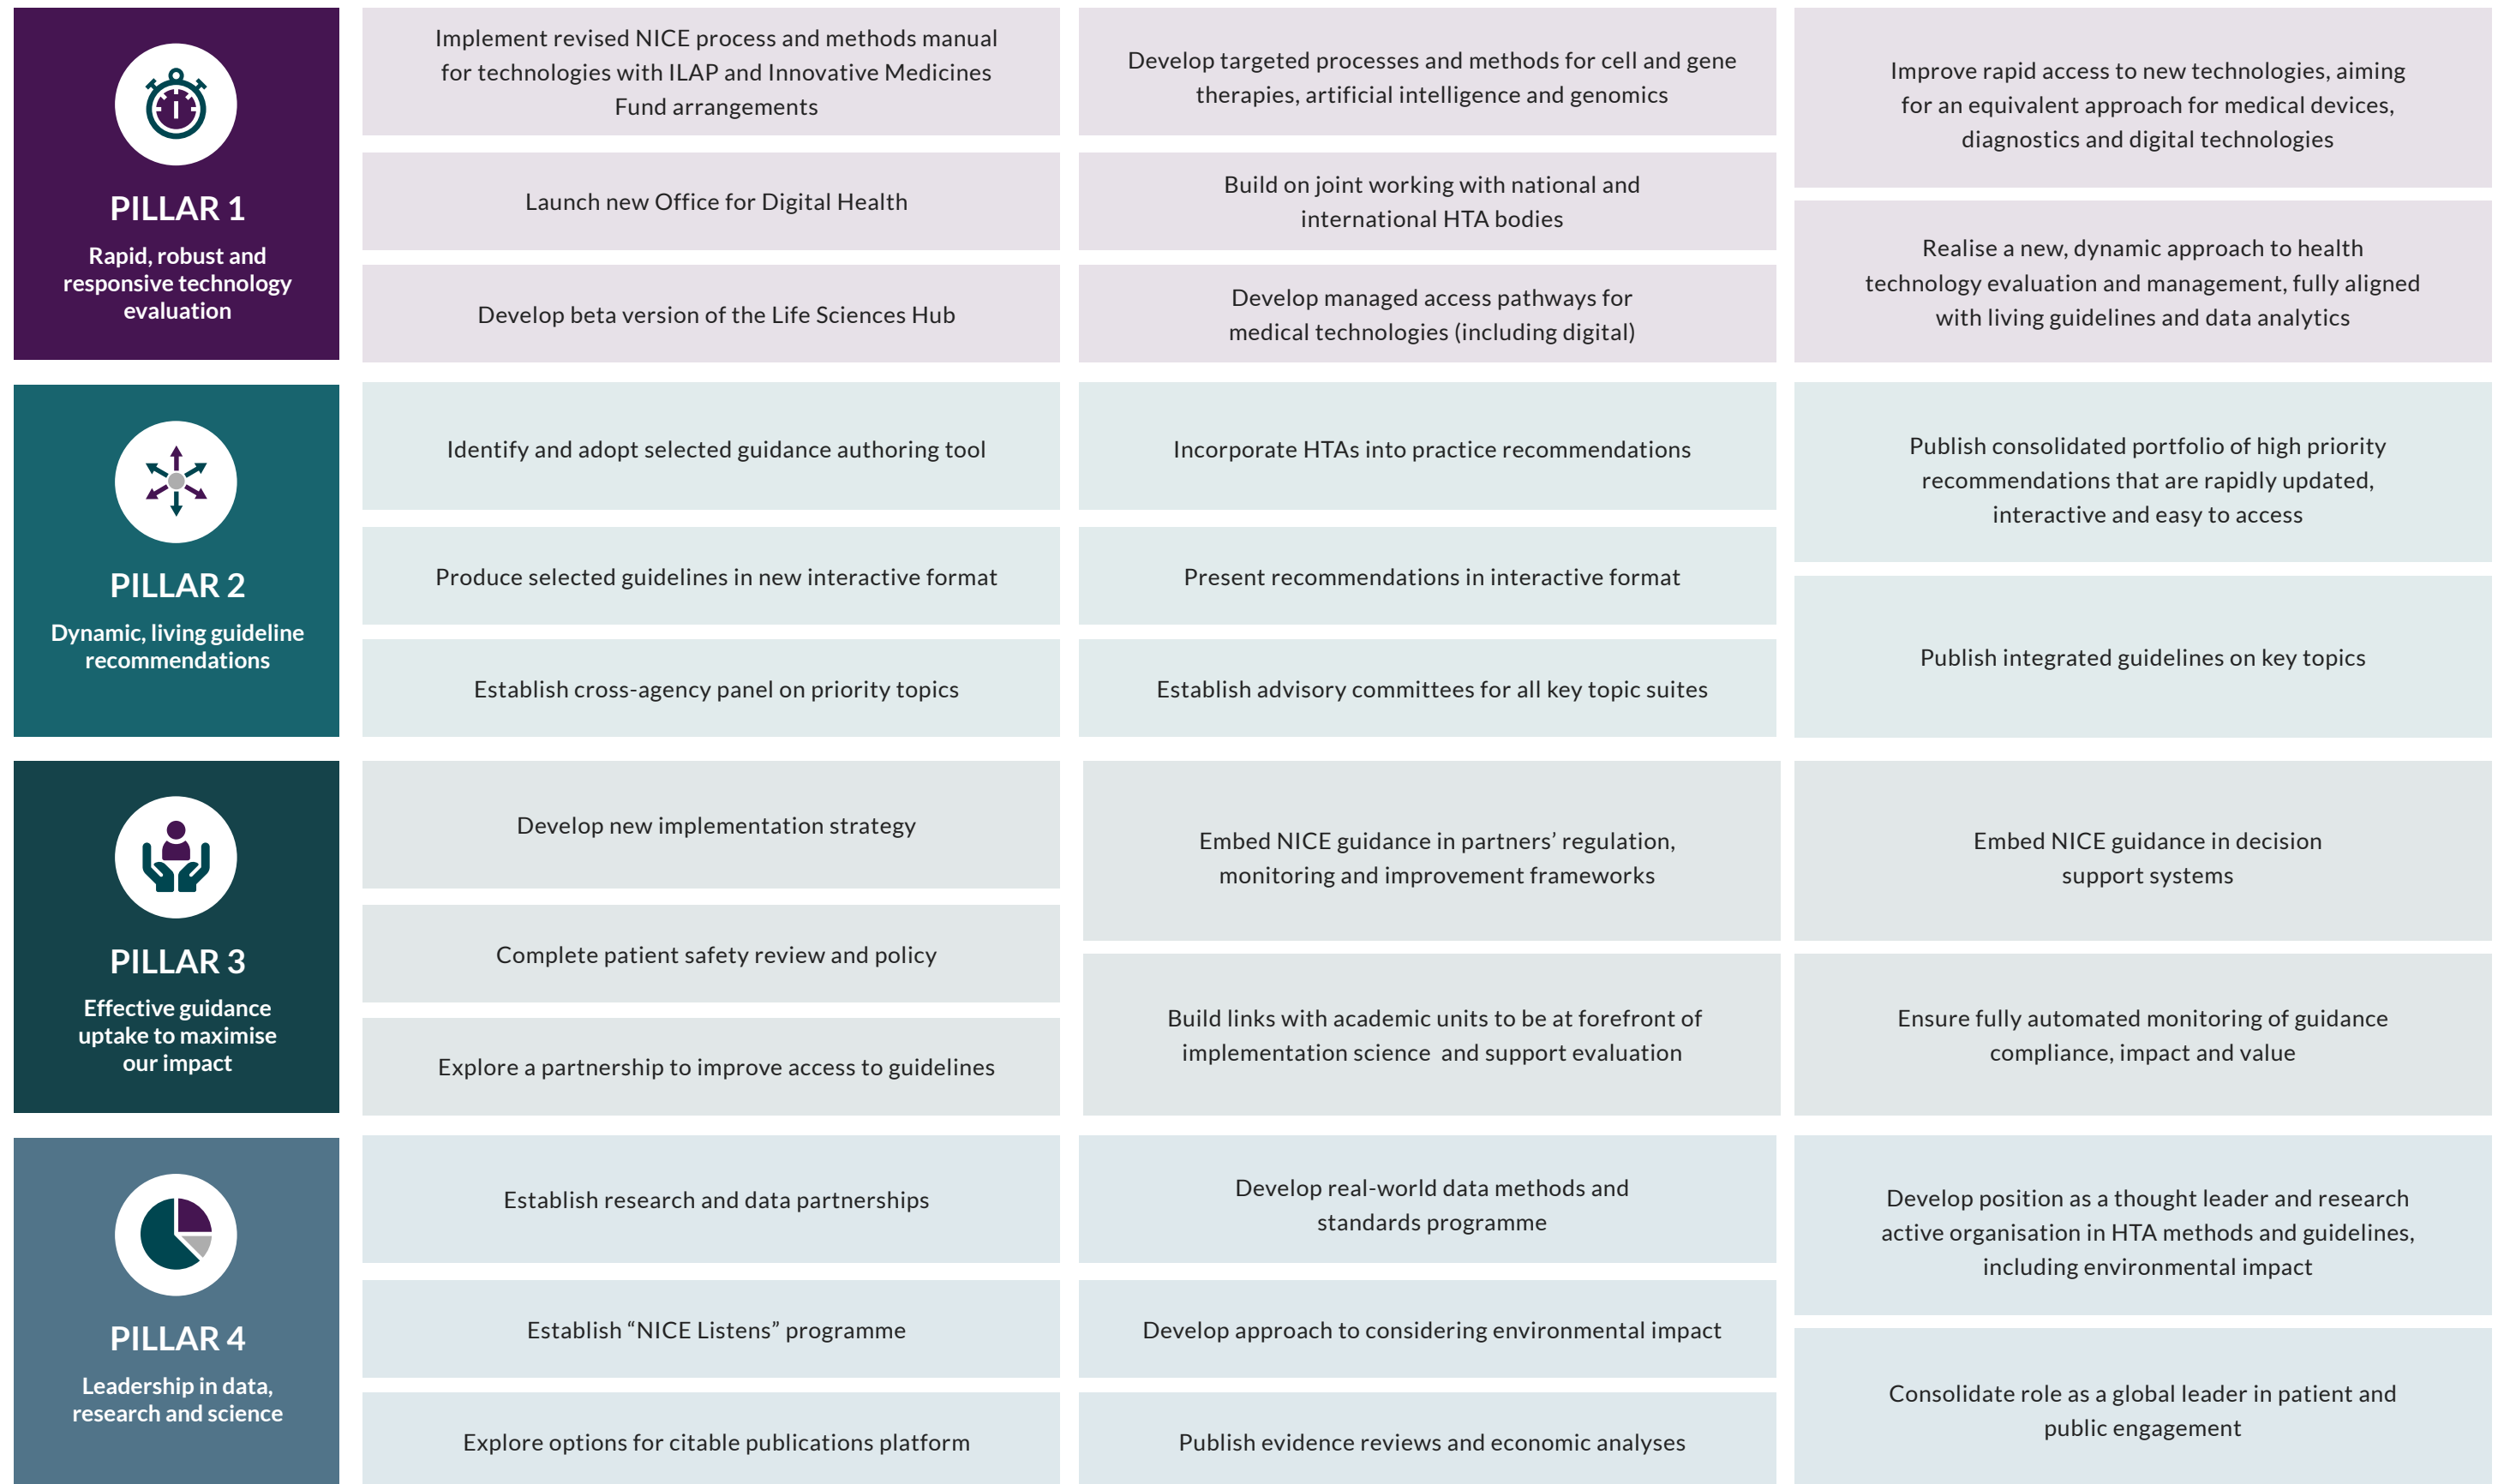 PILLAR 1
Rapid, robust and
responsive technology
evaluation
Implement revised NICE process and methods manual
for technologies with ILAP and Innovative Medicines
Fund arrangements
Launch new Office for Digital Health
Develop beta version of the Life Sciences Hub
Develop targeted processes and methods for cell and gene
therapies, artificial intelligence and genomics
Build on joint working with national and
international HTA bodies
Develop managed access pathways for
medical technologies (including digital)
Improve rapid access to new technologies, aiming
for an equivalent approach for medical devices,
diagnostics and digital technologies
Realise a new, dynamic approach to health
technology evaluation and management, fully aligned
with living guidelines and data analytics
PILLAR 2
Dynamic, living guideline
recommendations
Identify and adopt selected guidance authoring tool
Produce selected guidelines in new interactive format
Establish cross-agency panel on priority topics
Incorporate HTAs into practice recommendations
Present recommendations in interactive format
Establish advisory committees for all key topic suites
Publish consolidated portfolio of high priority
recommendations that are rapidly updated,
interactive and easy to access
Publish integrated guidelines on key topics
PILLAR 3
Effective guidance
uptake to maximise
our impact
Develop new implementation strategy
Complete patient safety review and policy
Explore a partnership to improve access to guidelines
Embed NICE guidance in partners’ regulation,
monitoring and improvement frameworks
Build links with academic units to be at forefront of
implementation science  and support evaluation
Embed NICE guidance in decision
support systems
Ensure fully automated monitoring of guidance
compliance, impact and value
PILLAR 4
Leadership in data,
research and science
Establish research and data partnerships
Establish “NICE Listens” programme
Explore options for citable publications platform
Develop real-world data methods and
standards programme
Develop approach to considering environmental impact
Publish evidence reviews and economic analyses
Develop position as a thought leader and research
active organisation in HTA methods and guidelines,
including environmental impact
Consolidate role as a global leader in patient and
public engagement